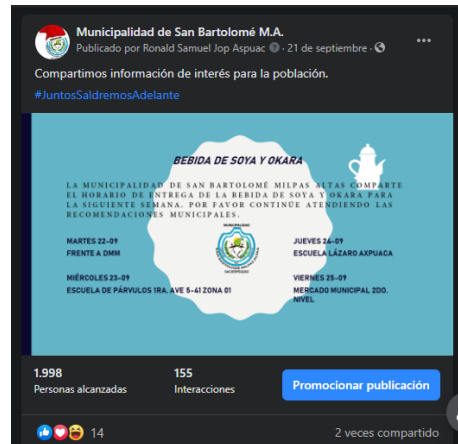 Municipalidad de San Bartolomé M.A.
Publicado por Ronald Samuel Jop Aspuac · 21 de septiembre ·
Compartimos información de interés para la población.
#JuntosSaldremosAdelante
BEBIDA DE SOYA Y OKARA
LA MUNICIPALIDAD DE SAN BARTOLOMÉ MILPAS ALTAS COMPARTE
EL HORARIO DE ENTREGA DE LA BEBIDA DE SOYA Y OKARA PARA
LA SIGUIENTE SEMANA. POR FAVOR CONTINÚE ATENDIENDO LAS
RECOMENDACIONES MUNICIPALES.
MUNICIPALIDAD
MARTES 22-09
FRENTE A DMM
JUEVES 24-09
ESCUELA LÁZARO AXPUACA
SACATEPÉQUEZ
MIÉRCOLES 23-09
ESCUELA DE PÁRVULOS 1RA. AVE 5-41 ZONA 01
VIERNES 25-09
MERCADO MUNICIPAL 2DO.
NIVEL
1.998
Personas alcanzadas
155
Interacciones
Promocionar publicación
14
2 veces compartido